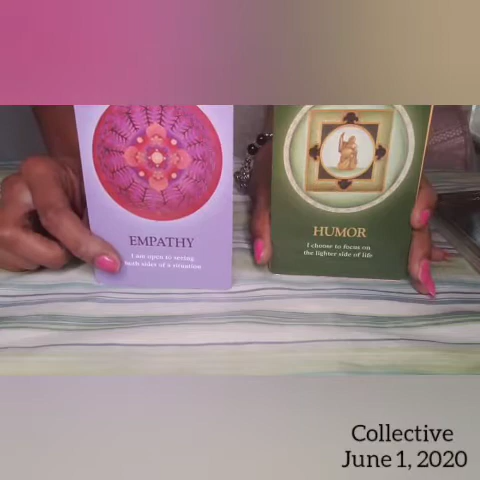 EMPATHY
I am open to seeing
both sides of a situation
HUMOR
I choose to focus on
the lighter side of life
Collective
June 1, 2020